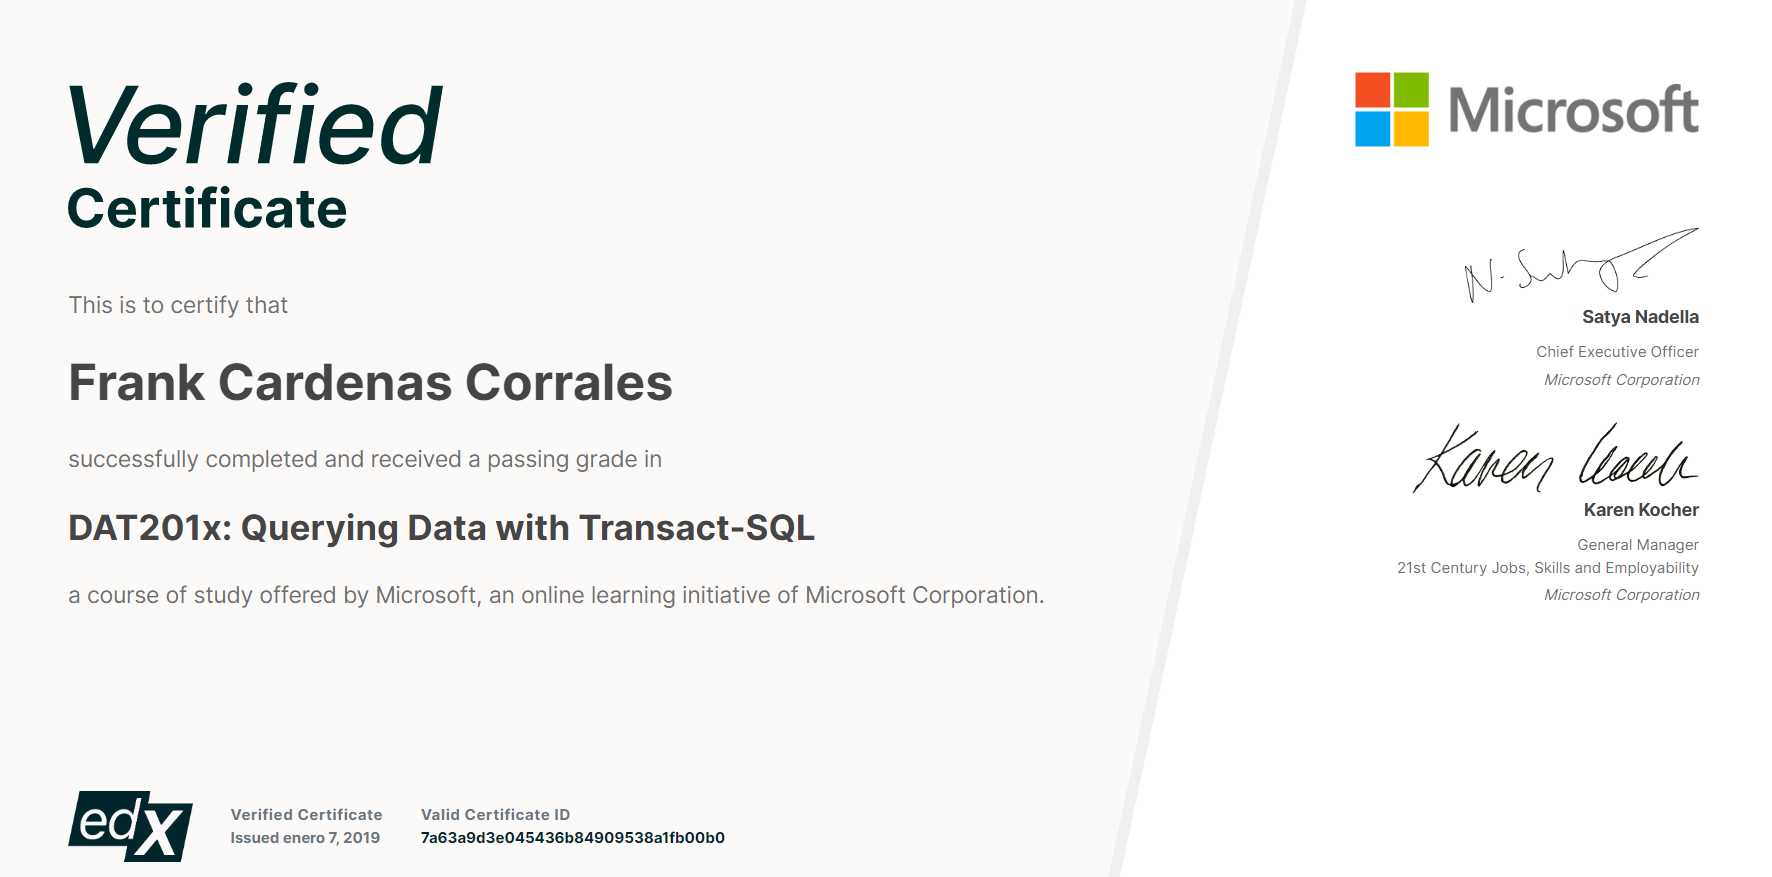 Verified
Certificate
This is to certify that
Frank Cardenas Corrales
successfully completed and received a passing grade in
DAT201x: Querying Data with Transact-SQL
a course of study offered by Microsoft, an online learning initiative of Microsoft Corporation.
edX
Verified Certificate
Issued enero 7, 2019
Valid Certificate ID
7a63a9d3e045436b84909538a1fb00b0
Microsoft
Satya Nadella
Chief Executive Officer
Microsoft Corporation
Karen Kocher
Karen Kocher
General Manager
21st Century Jobs, Skills and Employability
Microsoft Corporation